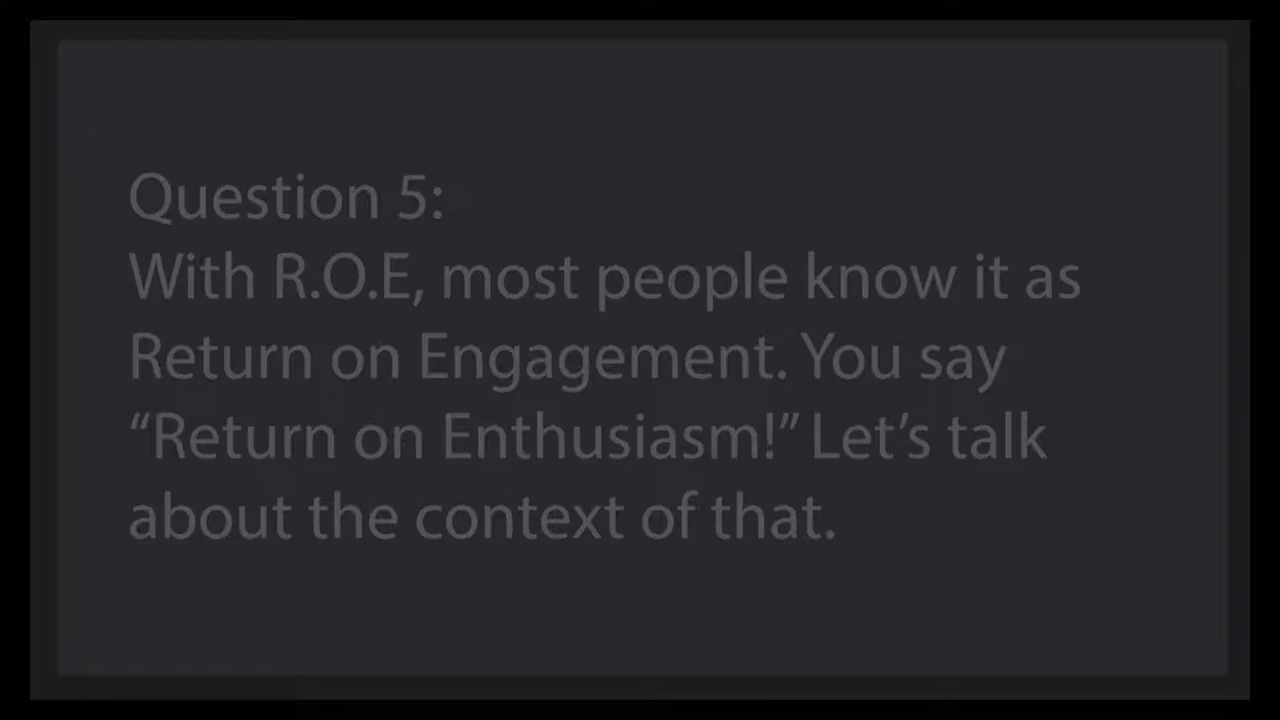 Question 5:
With R.O.E, most people know it as
Return on Engagement. You say
“Return on Enthusiasm!” Let’s talk
about the context of that.